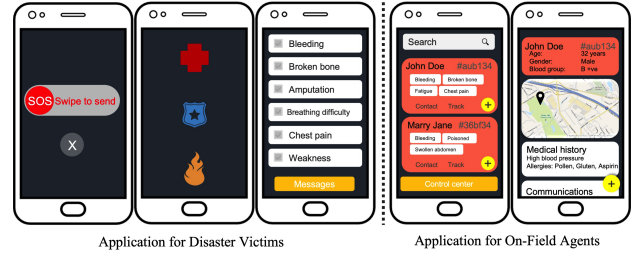 SOS Swipe to send
X
Bleeding
Broken bone
Amputation
Breathing difficulty
Chest pain
Weakness
Messages
Search
John Doe #aub134
Bleeding Broken bone
Fatigue Chest pain
Contact Track +
Marry Jane #36bf34
Bleeding Poisoned
Swollen abdomen
Contact Track +
Control center
John Doe #aub134
Age: 32 years
Gender: Male
Blood group: B +ve
Medical history
High blood pressure
Allergies: Pollen, Gluten, Aspirin
+
Communications
Application for Disaster Victims
Application for On-Field Agents